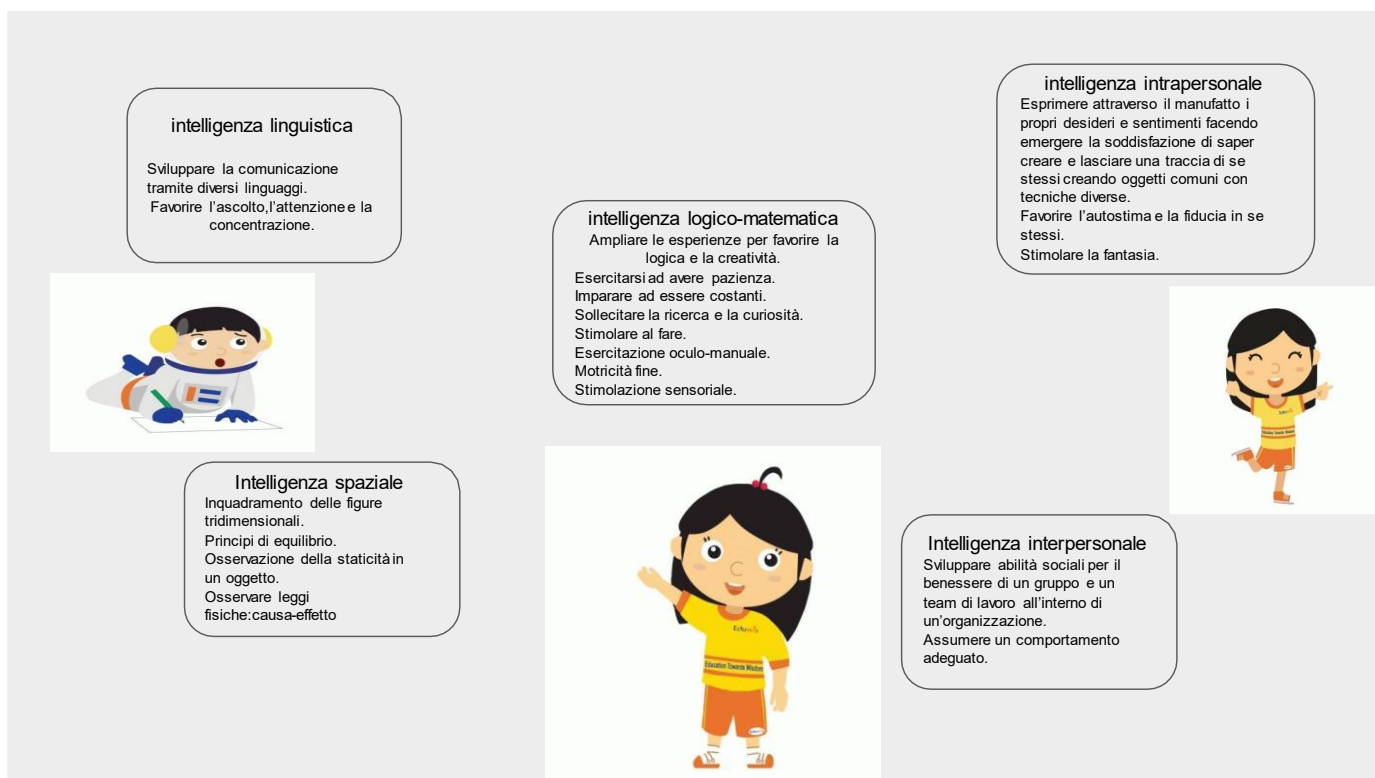 intelligenza linguistica
Sviluppare la comunicazione
tramite diversi linguaggi.
Favorire l'ascolto,l'attenzione e la
concentrazione.
intelligenza logico-matematica
Ampliare le esperienze per favorire la
logica e la creatività.
Esercitarsi ad avere pazienza.
Imparare ad essere costanti.
Sollecitare la ricerca e la curiosità.
Stimolare al fare.
Esercitazione oculo-manuale.
Motricità fine.
Stimolazione sensoriale.
intelligenza intrapersonale
Esprimere attraverso il manufatto i
propri desideri e sentimenti facendo
emergere la soddisfazione di saper
creare e lasciare una traccia di se
stessi creando oggetti comuni con
tecniche diverse.
Favorire l'autostima e la fiducia in se
stessi.
Stimolare la fantasia.
Intelligenza spaziale
Inquadramento delle figure
tridimensionali.
Principi di equilibrio.
Osservazione della staticità in
un oggetto.
Osservare leggi
fisiche:causa-effetto
Intelligenza interpersonale
Sviluppare abilità sociali per il
benessere di un gruppo e un
team di lavoro all'interno di
un'organizzazione.
Assumere un comportamento
adeguato.
Education Towards Wisdom